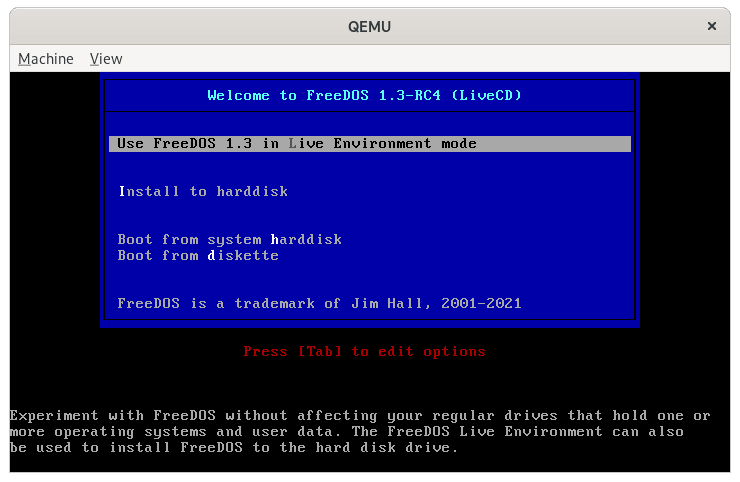 QEMU
×
Machine View
Welcome to FreeDOS 1.3-RC4 (LiveCD)
Use FreeDOS 1.3 in Live Environment mode
Install to harddisk
Boot from system harddisk
Boot from diskette
FreeDOS is a trademark of Jim Hall, 2001-2021
Press [Tab] to edit options
Experiment with FreeDOS without affecting your regular drives that hold one or
more operating systems and user data. The FreeDOS Live Environment can also
be used to install FreeDOS to the hard disk drive.